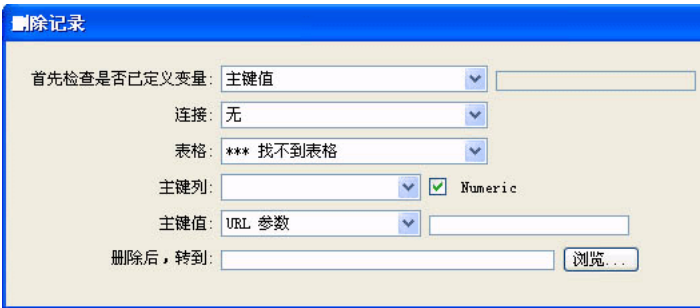 删除记录
首先检查是否已定义变量: 主键值
连接: 无
表格: *** 找不到表格
主键列: Numeric
主键值: URL 参数
删除后，转到: 浏览...